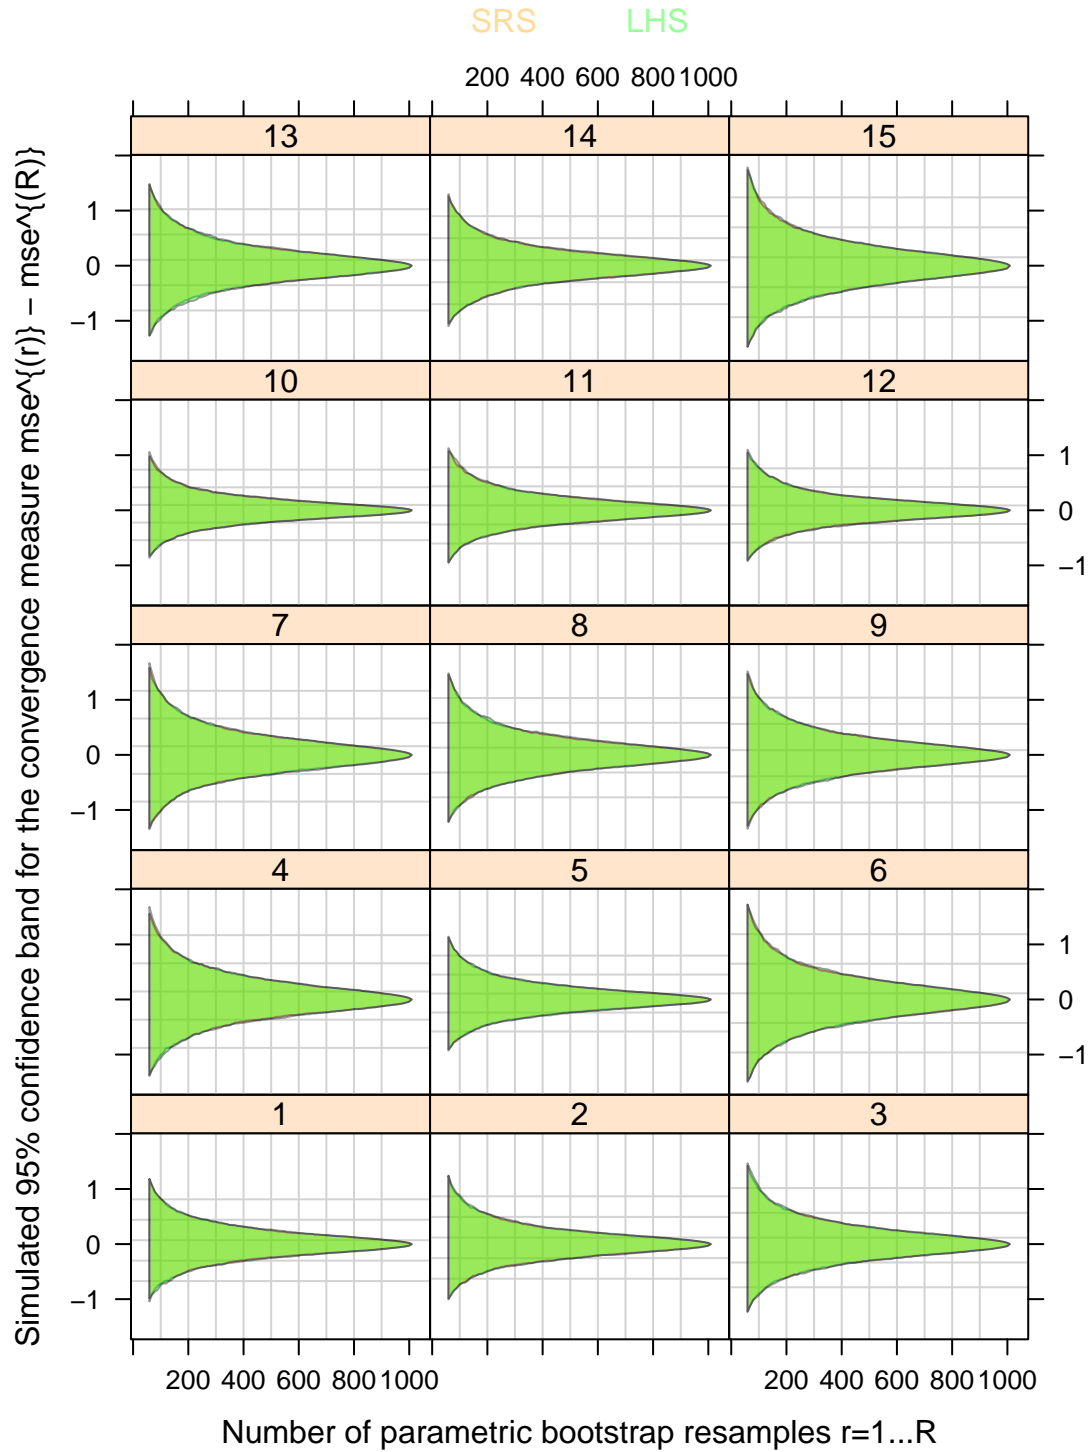 SRS LHS
200 400 600 800 1000
13 14 15
1
0
−1
10 11 12
1
0
−1
7 8 9
1
0
−1
4 5 6
1
0
−1
1 2 3
1
0
−1
200 400 600 800 1000 200 400 600 800 1000
Number of parametric bootstrap resamples r=1...R
Simulated 95% confidence band for the convergence measure mse^{(r)} − mse^{(R)}